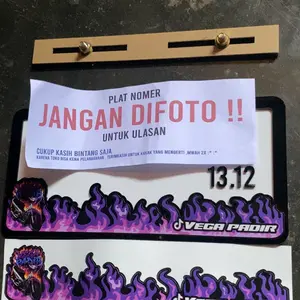 PLAT NOMER
JANGAN DIFOTO !!
UNTUK ULASAN
CUKUP KASIH BINTANG SAJA
13.12
VEGA PADIR